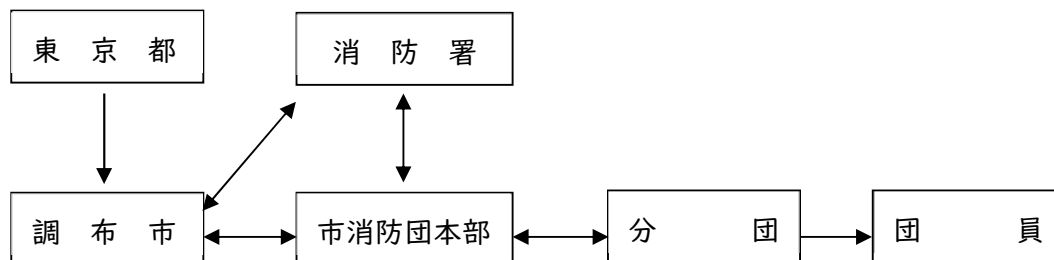 東　京　都
消　防　署
調　布　市
市消防団本部
分　　　団
団　　　員